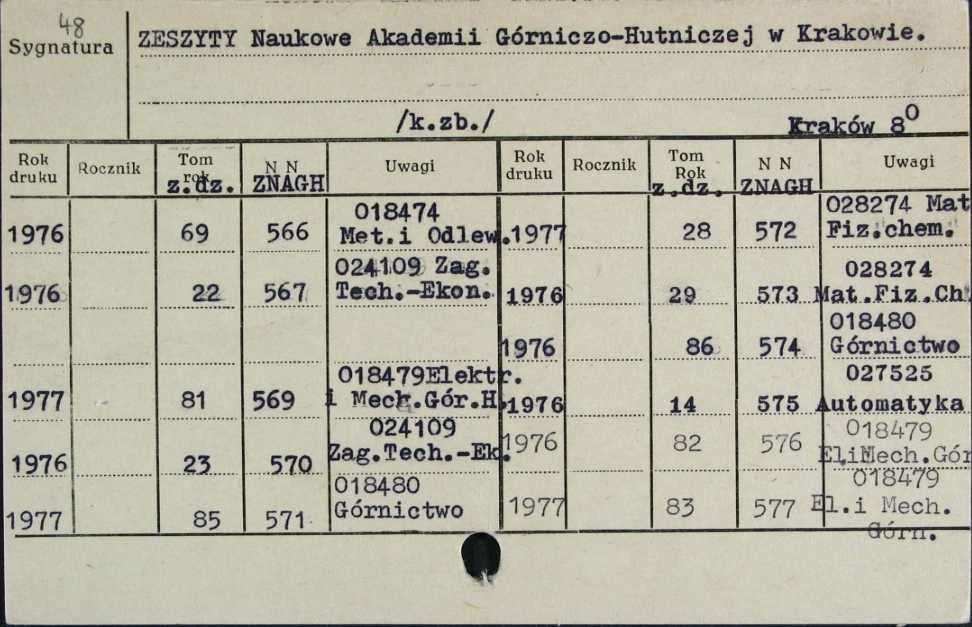 48
Sygnatura
ZESZYTY Naukowe Akademii Górniczo-Hutniczej w Krakowie.
/k.zb./ Kraków 8⁰
Rok druku Rocznik Tom rok z.dz. N N ZNAGH Uwagi
1976 69 566 018474 Met.i Odlew.
1976 22 567 024109 Zag. Tech.-Ekon.
1977 81 569 018479Elektr. i Mech.Gór.H.
1976 23 570 024109 Zag.Tech.-Ek.
1977 85 571 018480 Górnictwo
Rok druku Rocznik Tom Rok z.dz. N N ZNAGH Uwagi
1977 28 572 028274 Mat Fiz.chem.
1976 29 573 028274 Mat.Fiz.Ch
1976 86 574 018480 Górnictwo
1976 14 575 027525 Automatyka
1976 82 576 018479 El.iMech.Gór
1977 83 577 018479 El.i Mech. Górn.